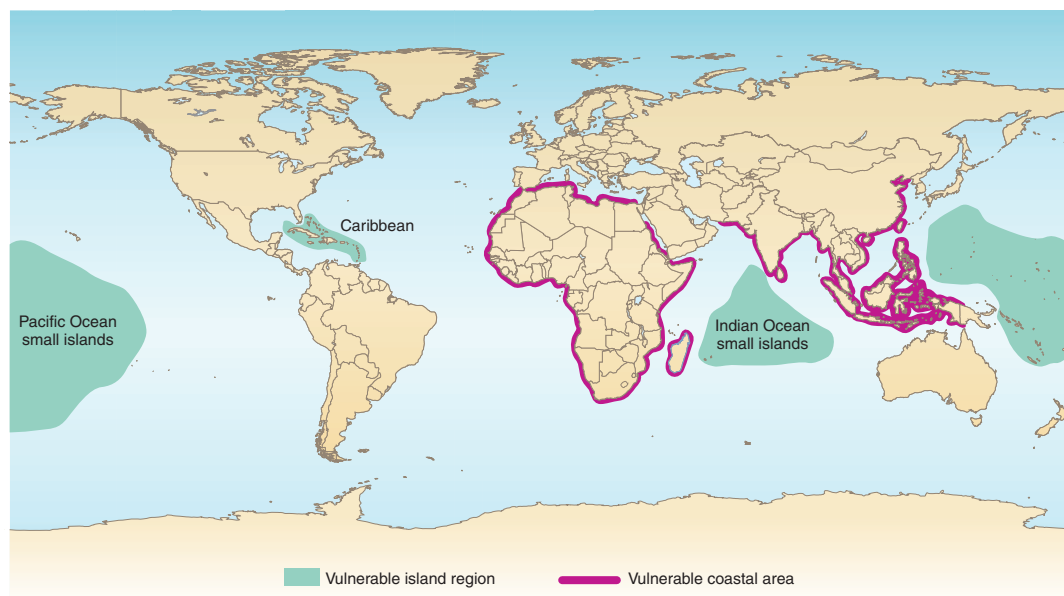 Caribbean
Pacific Ocean
small islands
Indian Ocean
small islands
Vulnerable island region
Vulnerable coastal area